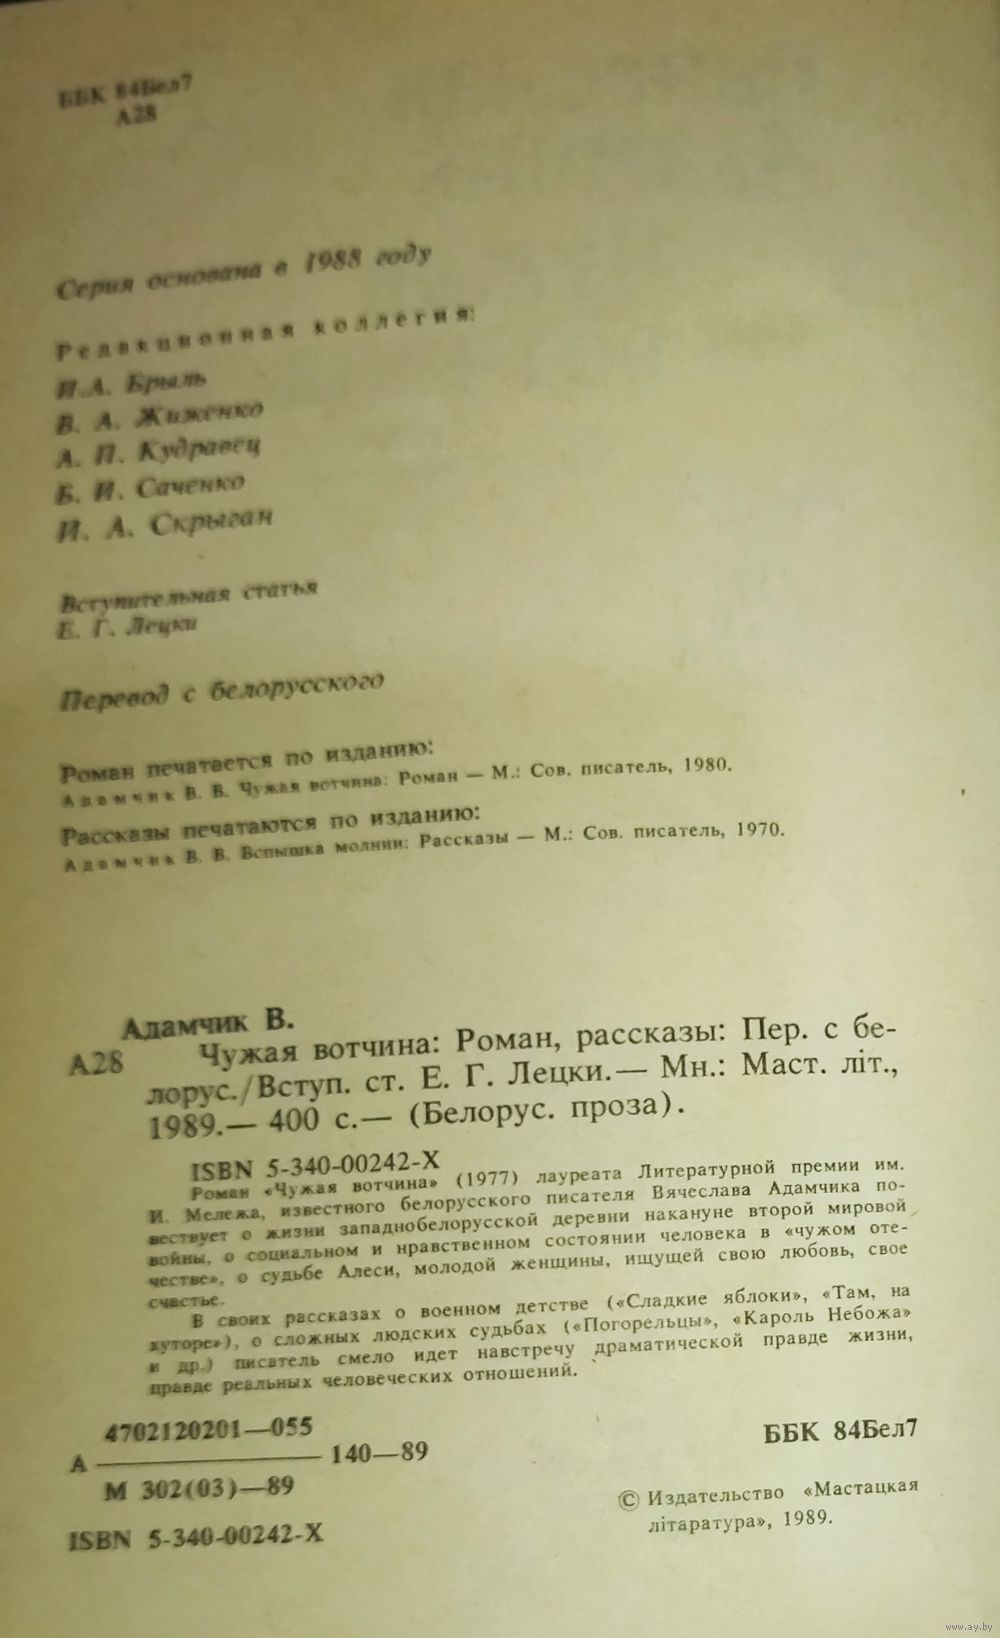 ББК 84Бел7
А28
Серия основана в 1988 году
Редакционная коллегия:
И.А. Брыль
В. А. Жиженко
А. П. Кудравец
Б. И. Саченко
И. А. Скрыган
Вступительная статья
Е. Г. Лецки
Перевод с белорусского
Роман печатается по изданию:
Адамчик В. В. Чужая вотчина: Роман — М.: Сов. писатель, 1980.
Рассказы печатаются по изданию:
Адамчик В. В. Вспышка молнии: Рассказы — М.: Сов. писатель, 1970.
Адамчик В.
А28 Чужая вотчина: Роман, рассказы: Пер. с бе-
лорус./Вступ. ст. Е. Г. Лецки.— Мн.: Маст. літ.,
1989.— 400 с.— (Белорус. проза).
ISBN 5-340-00242-X
Роман «Чужая вотчина» (1977) лауреата Литературной премии им.
И. Мележа, известного белорусского писателя Вячеслава Адамчика по-
вествует о жизни западнобелорусской деревни накануне второй мировой
войны, о социальном и нравственном состоянии человека в «чужом оте-
честве», о судьбе Алеси, молодой женщины, ищущей свою любовь, свое
счастье.
В своих рассказах о военном детстве («Сладкие яблоки», «Там, на
хуторе»), о сложных людских судьбах («Погорельцы», «Кароль Небожа»
и др.) писатель смело идет навстречу драматической правде жизни,
правде реальных человеческих отношений.
4702120201—055
А 140—89
М 302(03)—89
ББК 84Бел7
ISBN 5-340-00242-X
© Издательство «Мастацкая
літаратура», 1989.
www.ay.by